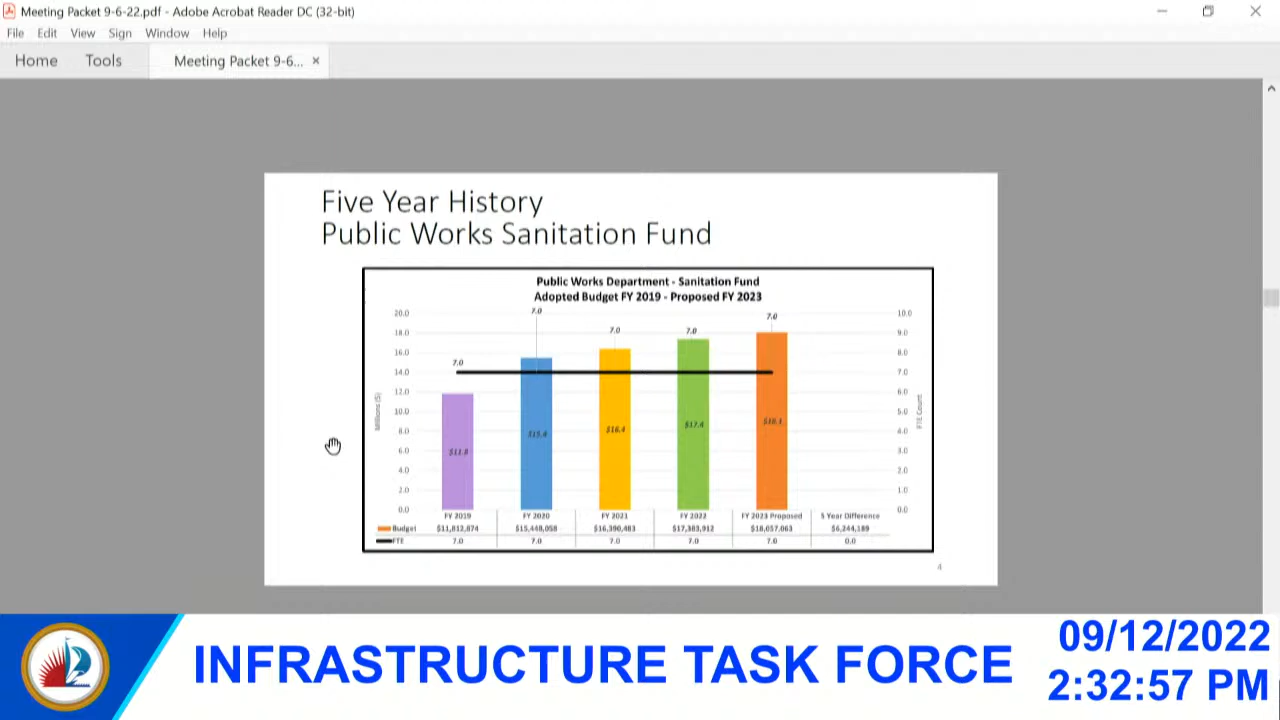 Meeting Packet 9-6-22.pdf - Adobe Acrobat Reader DC (32-bit)
File Edit View Sign Window Help
Home Tools Meeting Packet 9-6... ×
Five Year History
Public Works Sanitation Fund
Public Works Department - Sanitation Fund
Adopted Budget FY 2019 - Proposed FY 2023
7.0 7.0 7.0 7.0 7.0
20.0 10.0
18.0 9.0
16.0 8.0
14.0 7.0
12.0 6.0
10.0 5.0
8.0 4.0
6.0 3.0
4.0 2.0
2.0 1.0
0.0 0.0
Millions ($)
FTE Count
$11.8 $15.4 $16.4 $17.4 $18.1
FY 2019 FY 2020 FY 2021 FY 2022 FY 2023 Proposed 5 Year Difference
Budget $11,812,874 $15,448,058 $16,390,483 $17,383,912 $18,057,063 $6,244,189
FTE 7.0 7.0 7.0 7.0 7.0 0.0
4
INFRASTRUCTURE TASK FORCE
09/12/2022
2:32:57 PM